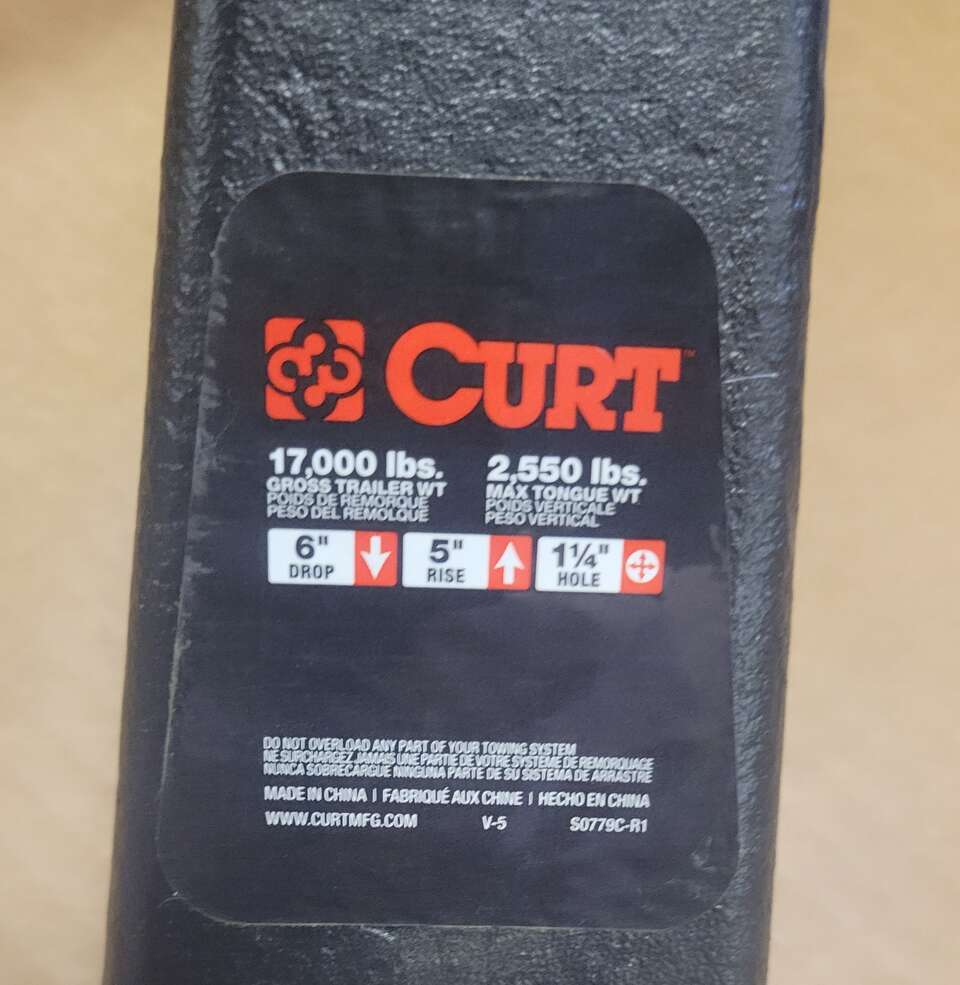 CURT™
17,000 lbs.
GROSS TRAILER WT
POIDS DE REMORQUE
PESO DEL REMOLQUE
2,550 lbs.
MAX TONGUE WT
POIDS VERTICALE
PESO VERTICAL
6" DROP
5" RISE
1¼" HOLE
DO NOT OVERLOAD ANY PART OF YOUR TOWING SYSTEM
NE SURCHARGEZ JAMAIS UNE PARTIE DE VOTRE SYSTEME DE REMORQUAGE
NUNCA SOBRECARGUE NINGUNA PARTE DE SU SISTEMA DE ARRASTRE
MADE IN CHINA | FABRIQUÉ AUX CHINE | HECHO EN CHINA
WWW.CURTMFG.COM V-5 S0779C-R1